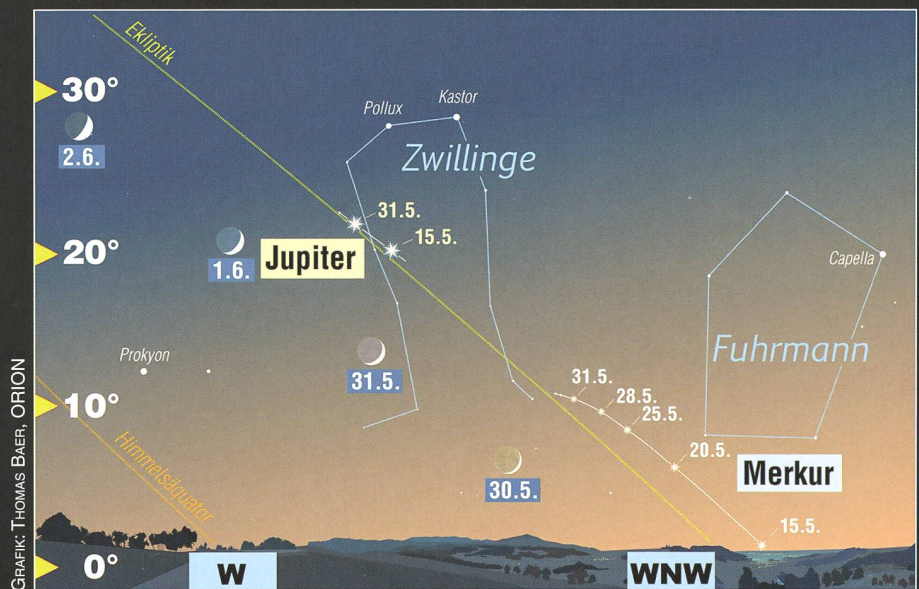 Ekliptik
30°
Pollux
Kastor
2.6.
Zwillinge
31.5.
15.5.
1.6.
Jupiter
20°
Capella
Prokyon
31.5.
Fuhrmann
31.5.
28.5.
25.5.
10°
20.5.
Himmelsäquator
30.5.
Merkur
15.5.
0°
W
WNW
GRAFIK: THOMAS BAER, ORION